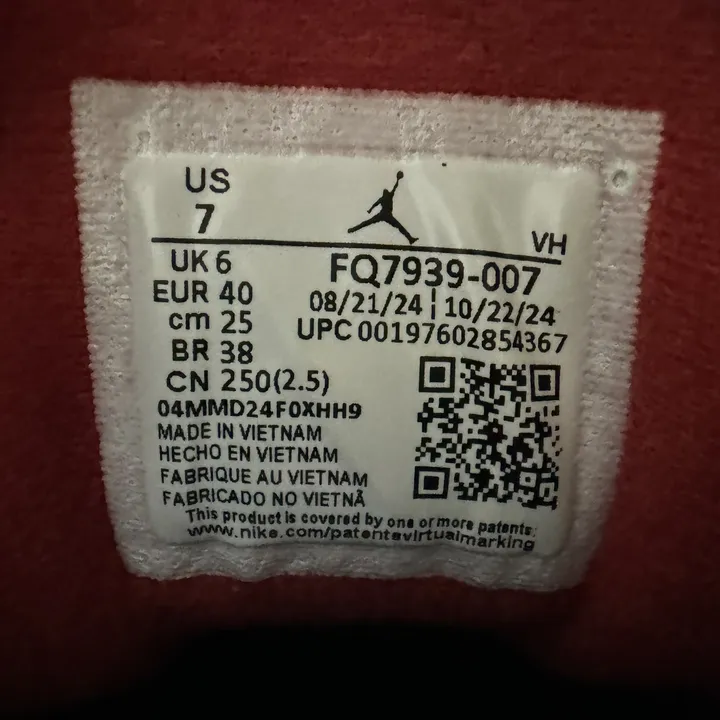 US
7
VH
UK 6
FQ7939-007
EUR 40
08/21/24 | 10/22/24
cm 25
UPC 00197602854367
BR 38
CN 250(2.5)
04MMD24F0XHH9
MADE IN VIETNAM
HECHO EN VIETNAM
FABRIQUE AU VIETNAM
FABRICADO NO VIETNÃ
This product is covered by one or more patents:
www.nike.com/patentsvirtualmarking